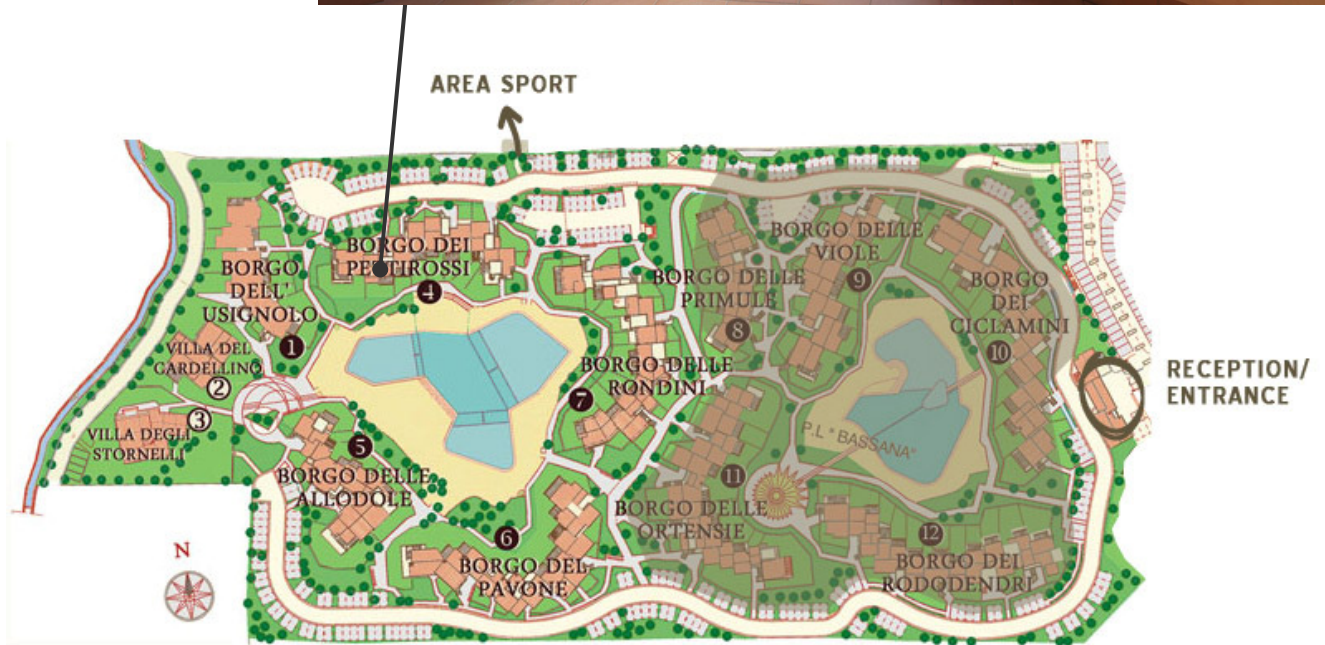 AREA SPORT
BORGO DEI
PETTIROSSI
4
BORGO
DELL'
USIGNOLO
1
VILLA DEL
CARDELLINO
2
3
VILLA DEGLI
STORNELLI
5
BORGO DELLE
ALLODOLE
6
BORGO DEL
PAVONE
BORGO DELLE
RONDINI
7
BORGO DELLE
PRIMULE
8
BORGO DELLE
VIOLE
9
BORGO
DEI
CICLAMINI
10
P.L. "BASSANA"
11
BORGO DELLE
ORTENSIE
12
BORGO DEI
RODODENDRI
RECEPTION/
ENTRANCE
N